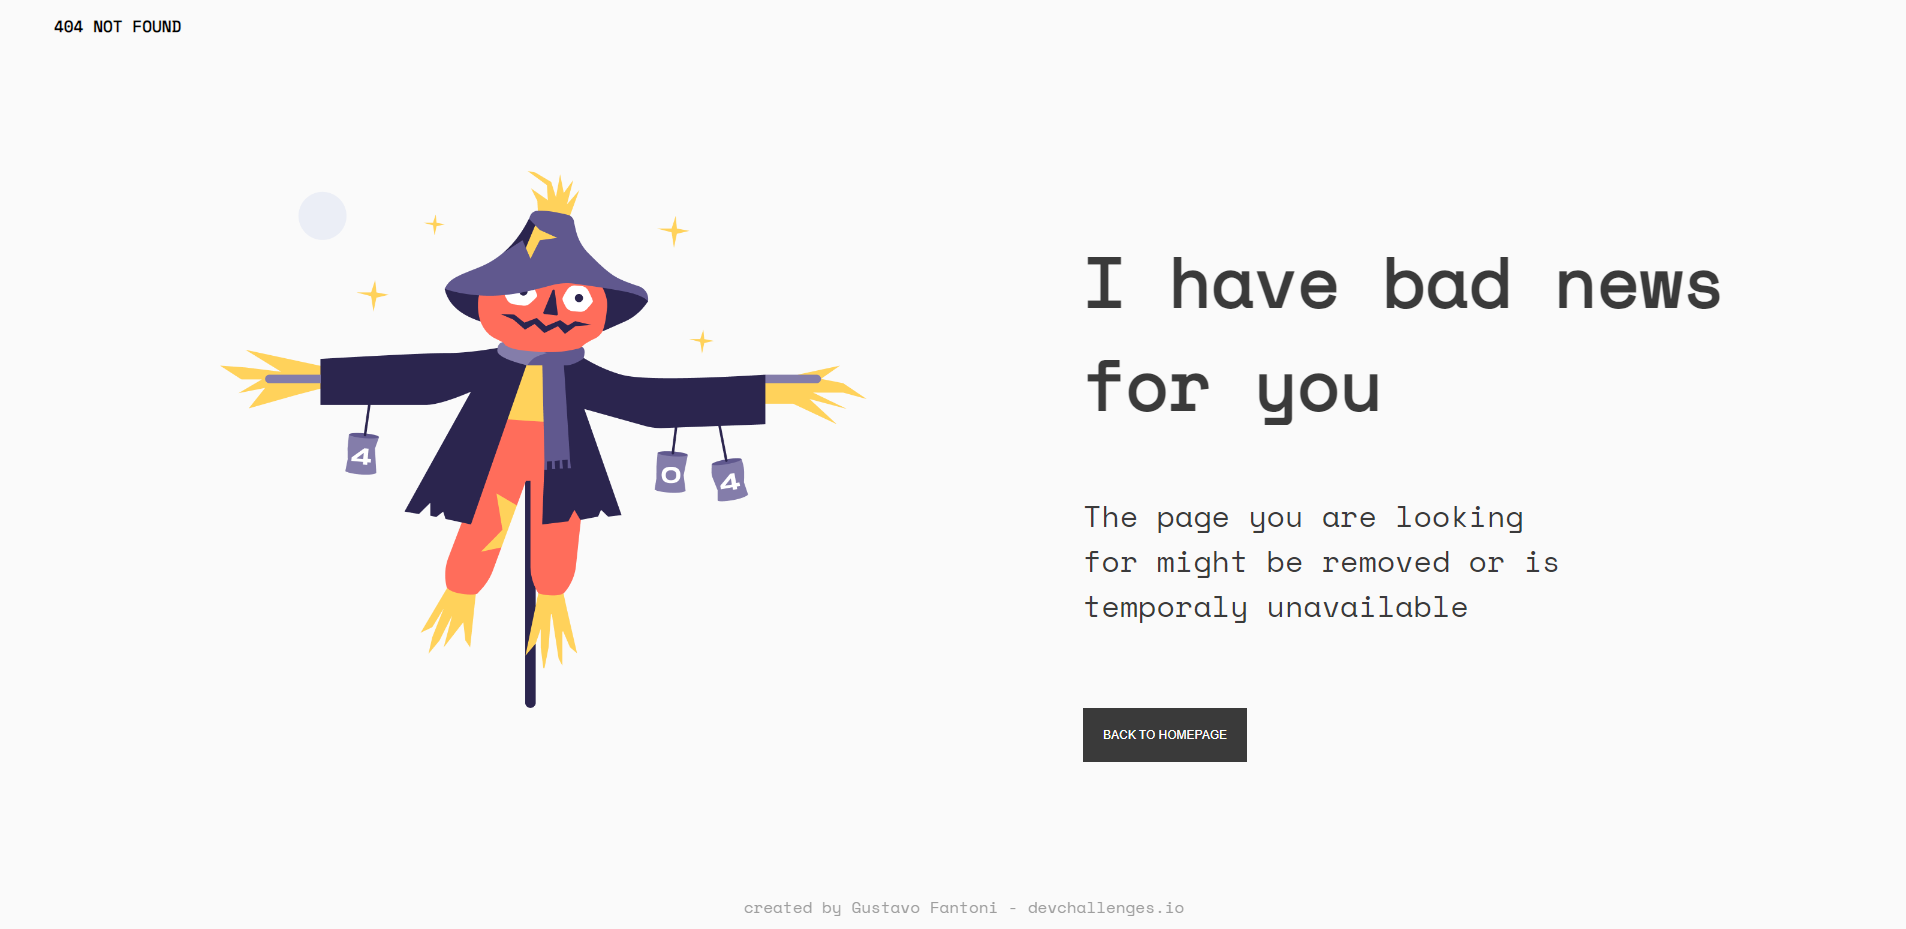 404 NOT FOUND
4
0
4
I have bad news
for you
The page you are looking
for might be removed or is
temporaly unavailable
BACK TO HOMEPAGE
created by Gustavo Fantoni - devchallenges.io